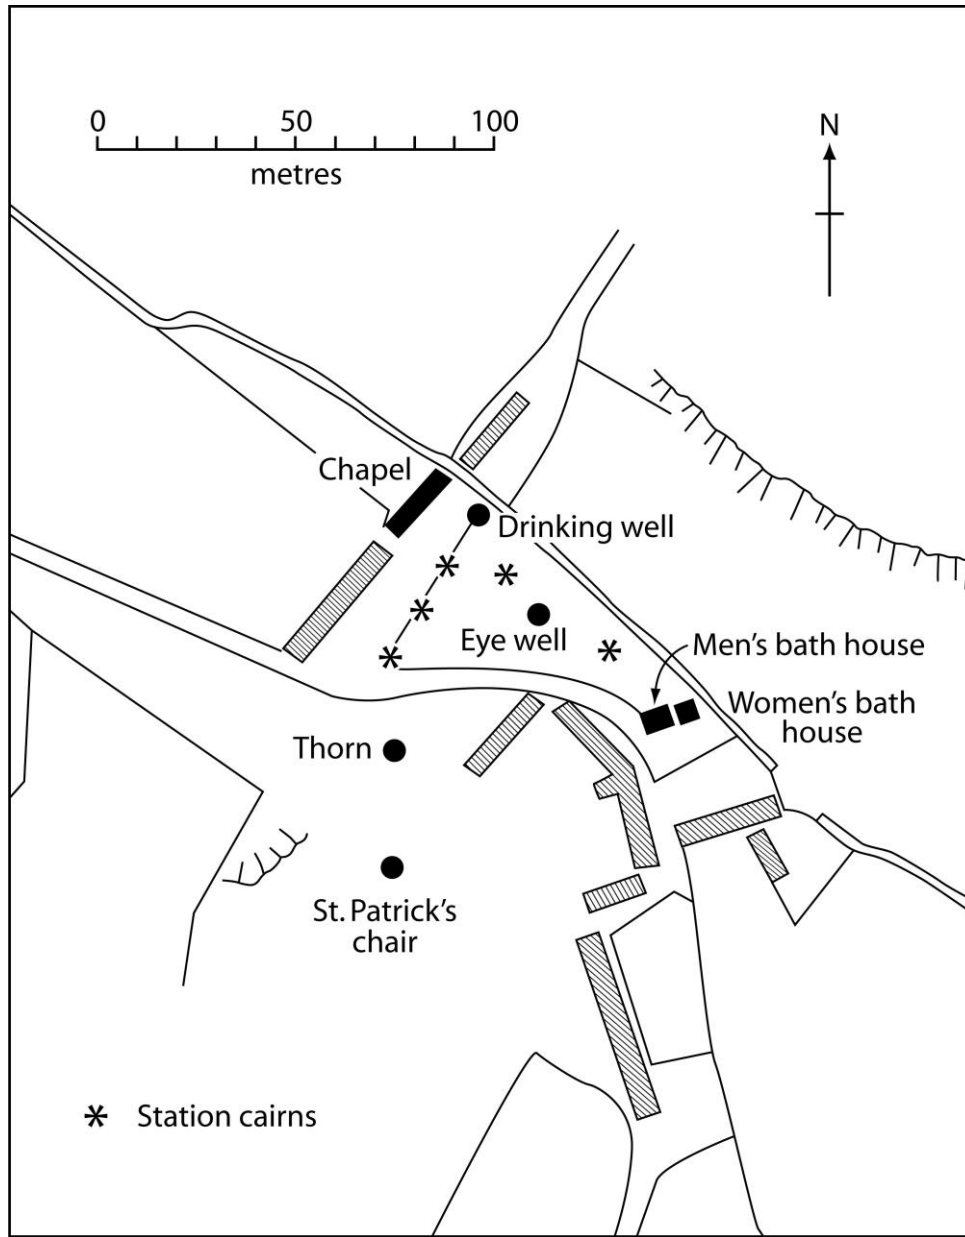 0 50 100
metres
N
Chapel
Drinking well
Eye well
Men’s bath house
Women’s bath
house
Thorn
St. Patrick’s
chair
Station cairns